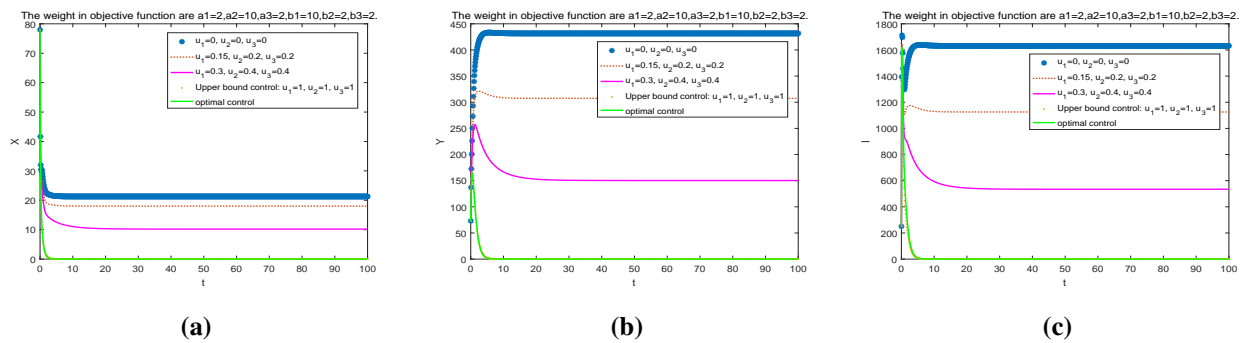 The weight in objective function are a1=2,a2=10,a3=2,b1=10,b2=2,b3=2.
80
70
60
50
40
30
20
10
0
X
u1=0, u2=0, u3=0
u1=0.15, u2=0.2, u3=0.2
u1=0.3, u2=0.4, u3=0.4
Upper bound control: u1=1, u2=1, u3=1
optimal control
0 10 20 30 40 50 60 70 80 90 100
t
(a)
The weight in objective function are a1=2,a2=10,a3=2,b1=10,b2=2,b3=2.
450
400
350
300
250
200
150
100
50
0
Y
u1=0, u2=0, u3=0
u1=0.15, u2=0.2, u3=0.2
u1=0.3, u2=0.4, u3=0.4
Upper bound control: u1=1, u2=1, u3=1
optimal control
0 10 20 30 40 50 60 70 80 90 100
t
(b)
The weight in objective function are a1=2,a2=10,a3=2,b1=10,b2=2,b3=2.
1800
1600
1400
1200
1000
800
600
400
200
0
I
u1=0, u2=0, u3=0
u1=0.15, u2=0.2, u3=0.2
u1=0.3, u2=0.4, u3=0.4
Upper bound control: u1=1, u2=1, u3=1
optimal control
0 10 20 30 40 50 60 70 80 90 100
t
(c)